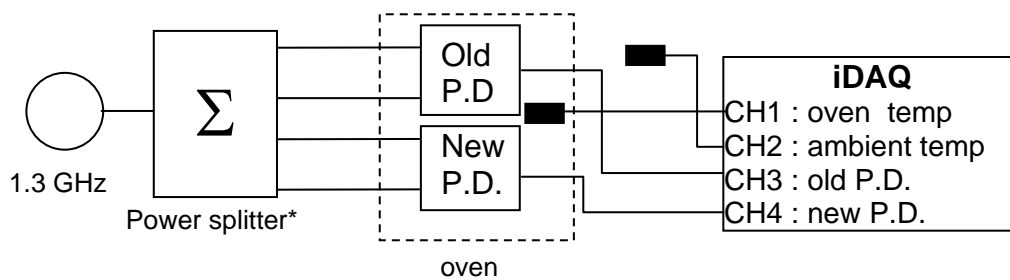 1.3 GHz
Σ
Power splitter*
Old
P.D
New
P.D.
oven
iDAQ
CH1 : oven temp
CH2 : ambient temp
CH3 : old P.D.
CH4 : new P.D.